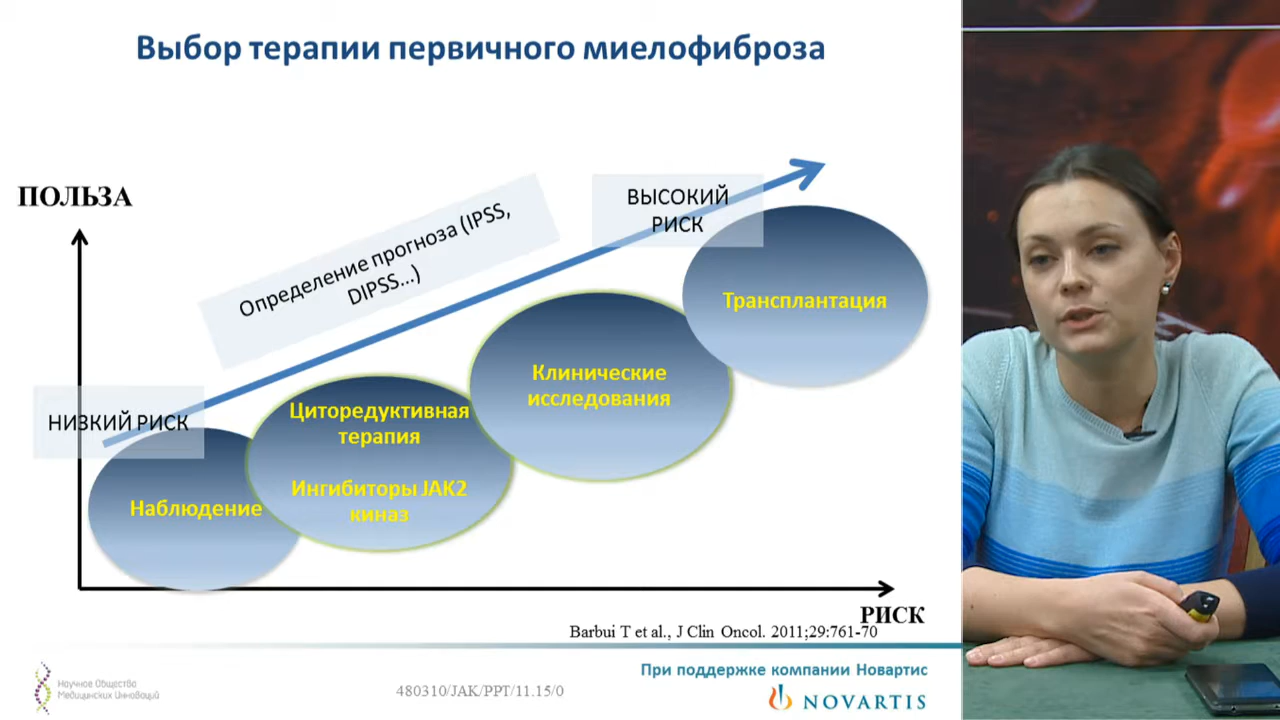 Выбор терапии первичного миелофиброза
ПОЛЬЗА
Определение прогноза (IPSS,
DIPSS...)
ВЫСОКИЙ
РИСК
НИЗКИЙ РИСК
Трансплантация
Клинические
исследования
Циторедуктивная
терапия
Ингибиторы JAK2
киназ
Наблюдение
РИСК
Barbui T et al., J Clin Oncol. 2011;29:761-70
Научное Общество
Медицинских Инноваций
480310/JAK/PPT/11.15/0
При поддержке компании Новартис
NOVARTIS